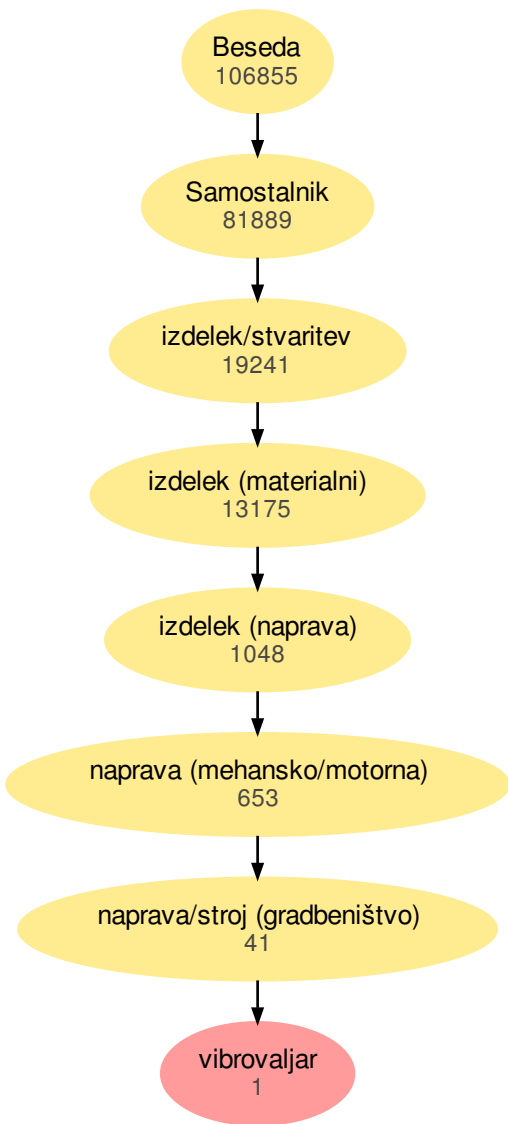 Beseda
106855
Samostalnik
81889
izdelek/stvaritev
19241
izdelek (materialni)
13175
izdelek (naprava)
1048
naprava (mehansko/motorna)
653
naprava/stroj (gradbeništvo)
41
vibrovaljar
1